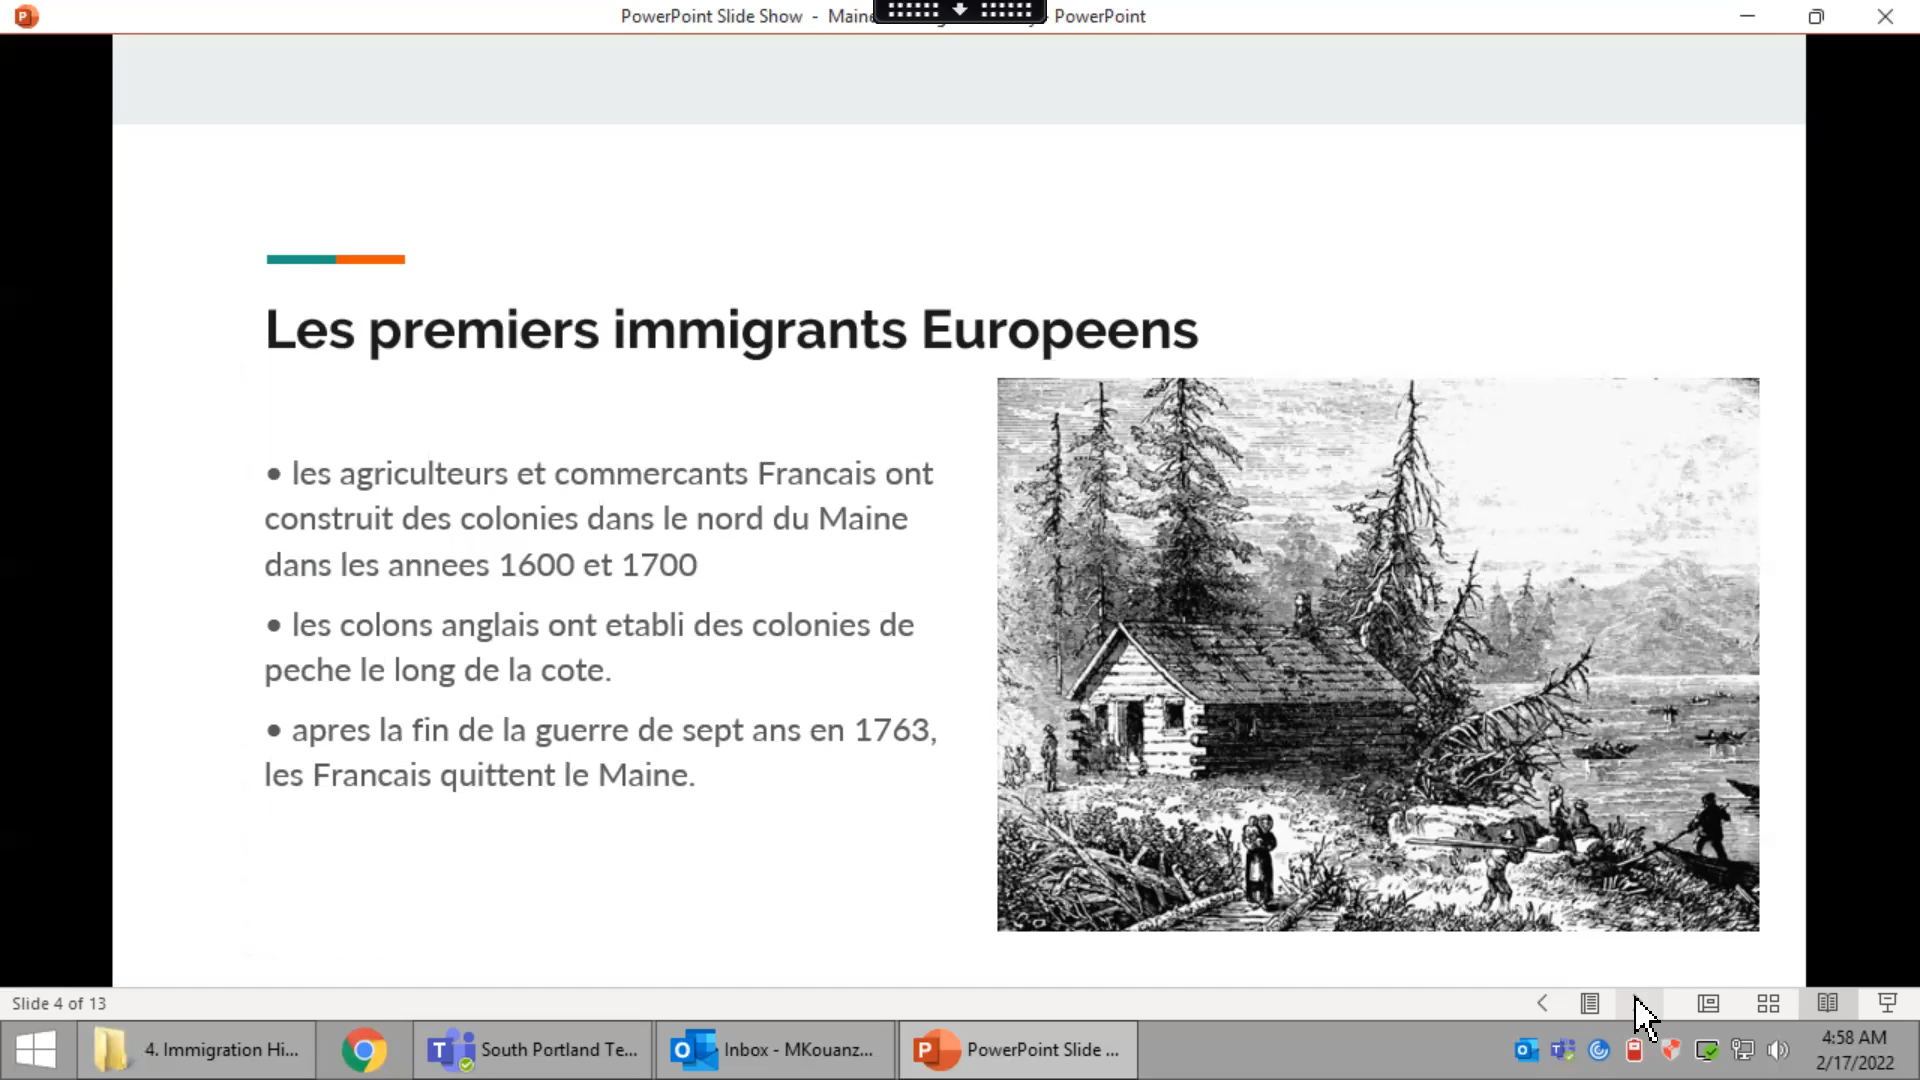 PowerPoint Slide Show - Maine PowerPoint
Les premiers immigrants Europeens
• les agriculteurs et commercants Francais ont
construit des colonies dans le nord du Maine
dans les annees 1600 et 1700
• les colons anglais ont etabli des colonies de
peche le long de la cote.
• apres la fin de la guerre de sept ans en 1763,
les Francais quittent le Maine.
Slide 4 of 13
4. Immigration Hi...
South Portland Te...
Inbox - MKouanz...
PowerPoint Slide ...
4:58 AM
2/17/2022